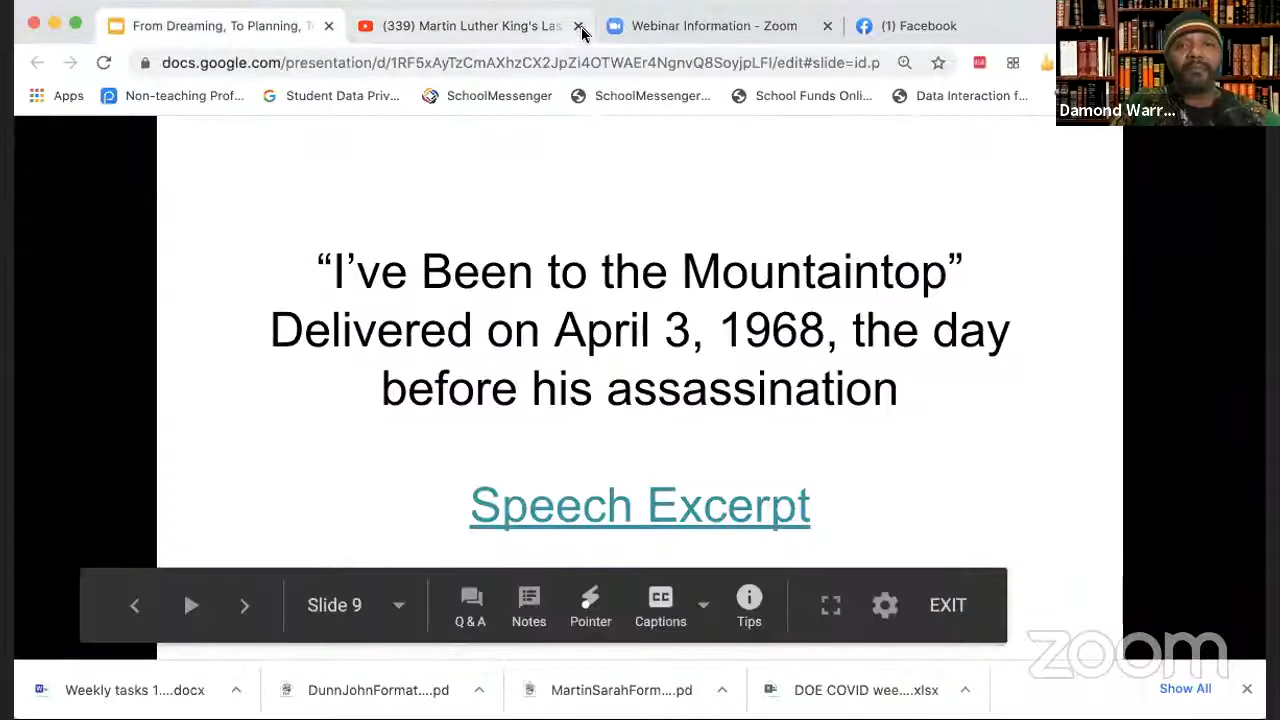 From Dreaming, To Planning, T
(339) Martin Luther King's Las
Webinar Information - Zoom
(1) Facebook
docs.google.com/presentation/d/1RF5xAyTzCmAXhzCX2JpZi4OTWAEr4NgnvQ8SoyjpLFI/edit#slide=id.p
Apps
Non-teaching Prof...
Student Data Priv...
SchoolMessenger
SchoolMessenger...
School Funds Onli...
Data Interaction f...
Damond Warr...
“I’ve Been to the Mountaintop”
Delivered on April 3, 1968, the day
before his assassination
Speech Excerpt
Slide 9
Q & A
Notes
Pointer
CC
Captions
Tips
EXIT
zoom
Weekly tasks 1....docx
DunnJohnFormat....pd
MartinSarahForm....pd
DOE COVID wee....xlsx
Show All